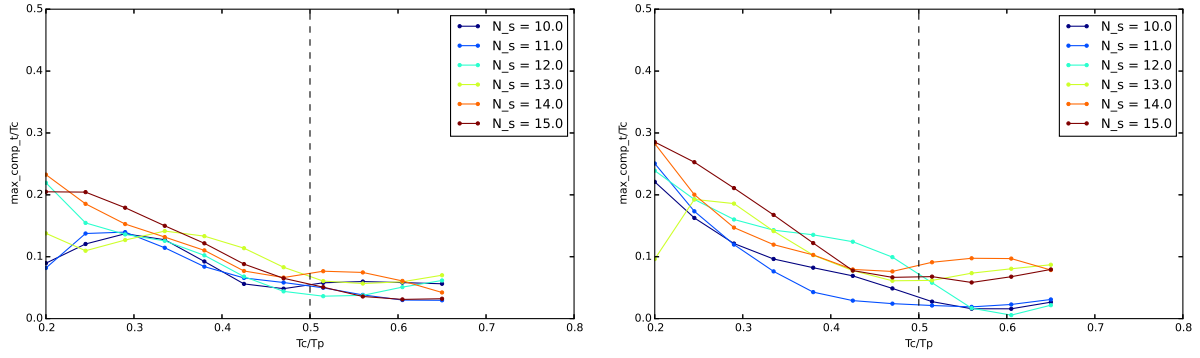 0.5
0.4
0.3
0.2
0.1
0.0
max_comp_t/Tc
0.2 0.3 0.4 0.5 0.6 0.7 0.8
Tc/Tp
N_s = 10.0
N_s = 11.0
N_s = 12.0
N_s = 13.0
N_s = 14.0
N_s = 15.0
0.5
0.4
0.3
0.2
0.1
0.0
max_comp_t/Tc
0.2 0.3 0.4 0.5 0.6 0.7 0.8
Tc/Tp
N_s = 10.0
N_s = 11.0
N_s = 12.0
N_s = 13.0
N_s = 14.0
N_s = 15.0